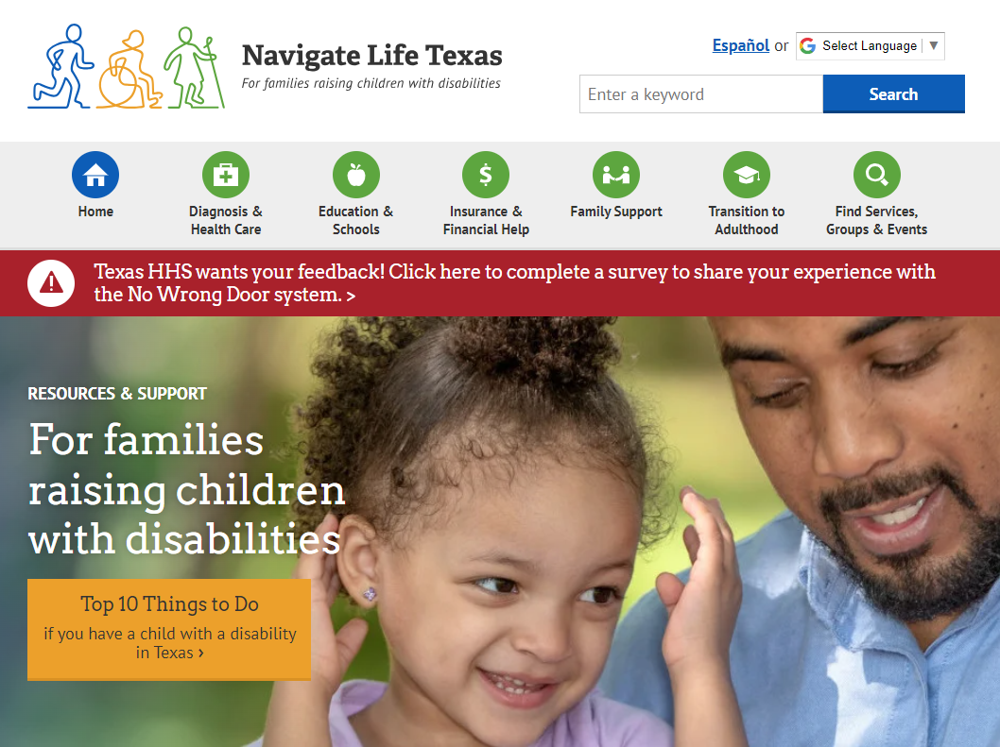 Navigate Life Texas
For families raising children with disabilities
Español or Select Language ▼
Enter a keyword
Search
Home
Diagnosis &
Health Care
Education &
Schools
Insurance &
Financial Help
Family Support
Transition to
Adulthood
Find Services,
Groups & Events
Texas HHS wants your feedback! Click here to complete a survey to share your experience with
the No Wrong Door system. >
RESOURCES & SUPPORT
For families
raising children
with disabilities
Top 10 Things to Do
if you have a child with a disability
in Texas ›